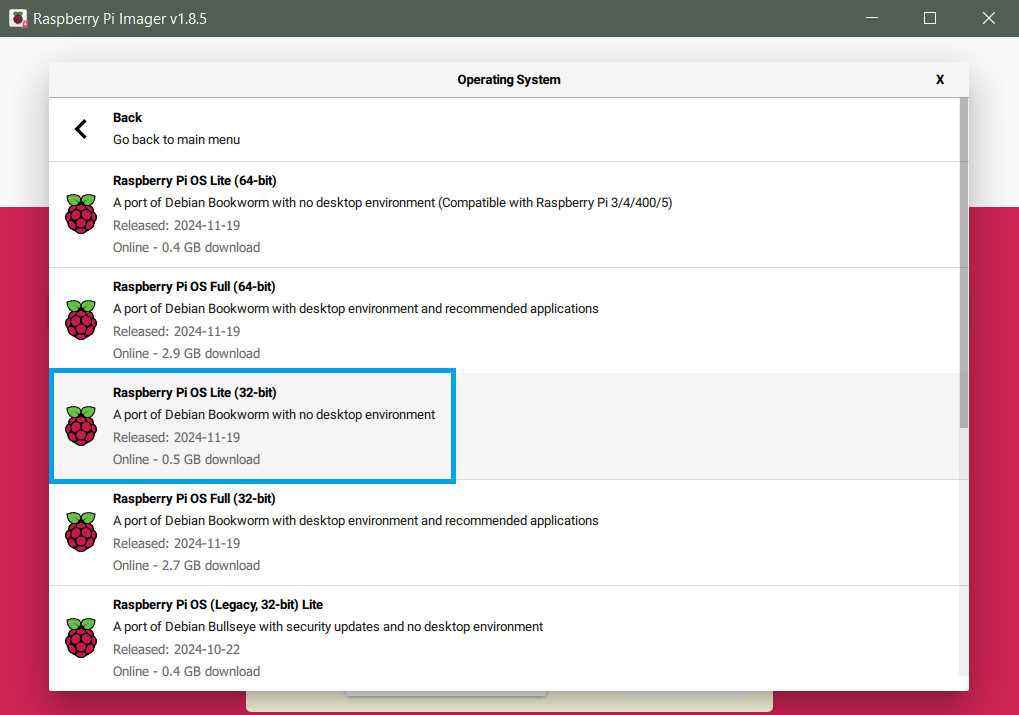 Raspberry Pi Imager v1.8.5
Operating System
X
Back
Go back to main menu
Raspberry Pi OS Lite (64-bit)
A port of Debian Bookworm with no desktop environment (Compatible with Raspberry Pi 3/4/400/5)
Released: 2024-11-19
Online - 0.4 GB download
Raspberry Pi OS Full (64-bit)
A port of Debian Bookworm with desktop environment and recommended applications
Released: 2024-11-19
Online - 2.9 GB download
Raspberry Pi OS Lite (32-bit)
A port of Debian Bookworm with no desktop environment
Released: 2024-11-19
Online - 0.5 GB download
Raspberry Pi OS Full (32-bit)
A port of Debian Bookworm with desktop environment and recommended applications
Released: 2024-11-19
Online - 2.7 GB download
Raspberry Pi OS (Legacy, 32-bit) Lite
A port of Debian Bullseye with security updates and no desktop environment
Released: 2024-10-22
Online - 0.4 GB download